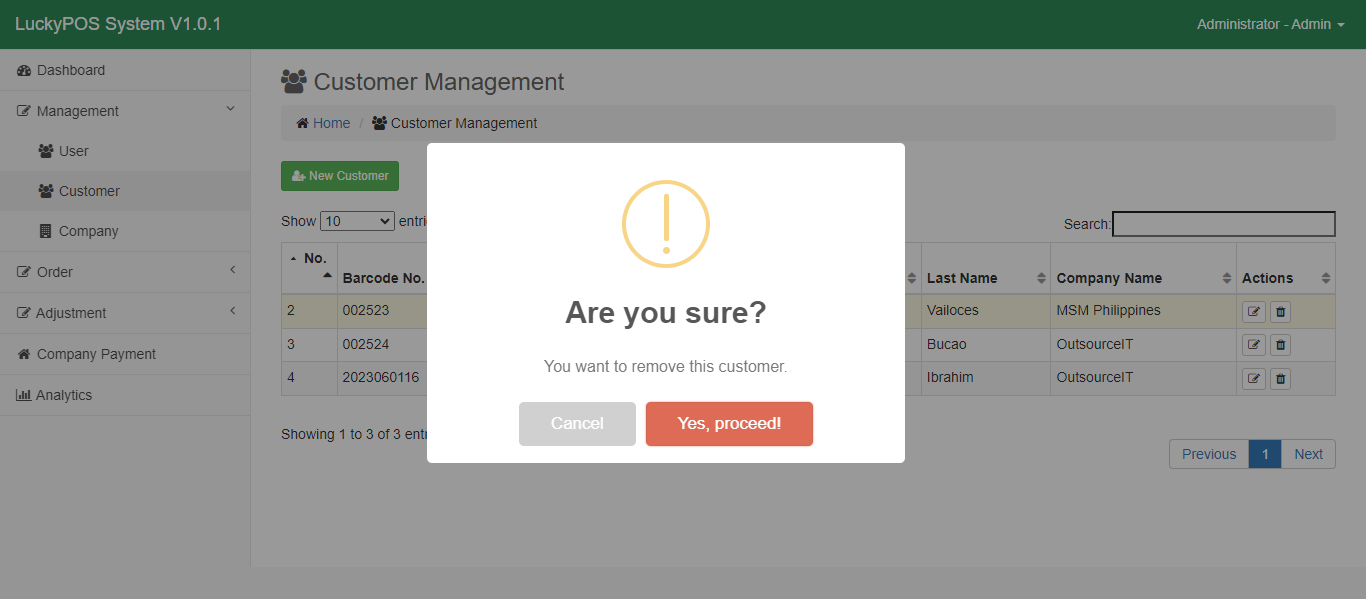 LuckyPOS System V1.0.1
Administrator - Admin
Dashboard
Management
User
Customer
Company
Order
Adjustment
Company Payment
Analytics
Customer Management
Home / Customer Management
New Customer
Show 10
Search:
No. Barcode No. Last Name Company Name Actions
2 002523 Vailoces MSM Philippines
3 002524 Bucao OutsourceIT
4 2023060116 Ibrahim OutsourceIT
Showing 1 to 3 of 3
Previous 1 Next
Are you sure?
You want to remove this customer.
Cancel Yes, proceed!